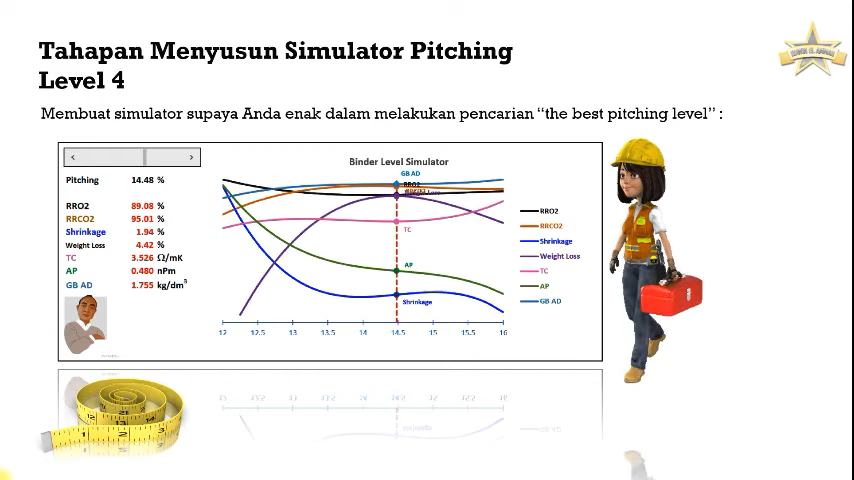 Tahapan Menyusun Simulator Pitching
Level 4
Membuat simulator supaya Anda enak dalam melakukan pencarian “the best pitching level” :
Binder Level Simulator
Pitching 14.48 %
RRO2 89.08 %
RRCO2 95.01 %
Shrinkage 1.94 %
Weight Loss 4.42 %
TC 3.526 Ω/mK
AP 0.480 nPm
GB AD 1.755 kg/dm3
GB AD
RRO2
TC
AP
Shrinkage
12 12.5 13 13.5 14 14.5 15 15.5 16
RRO2
RRCO2
Shrinkage
Weight Loss
TC
AP
GB AD